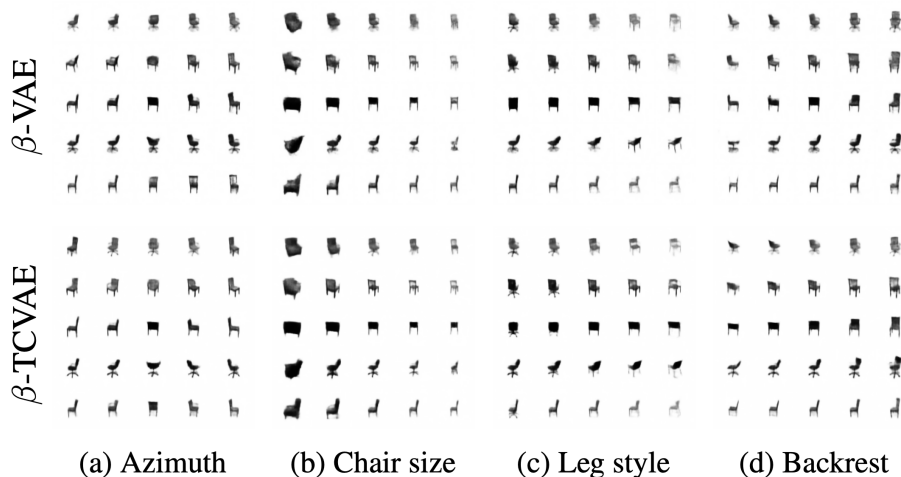 β-VAE
β-TCVAE
(a) Azimuth
(b) Chair size
(c) Leg style
(d) Backrest